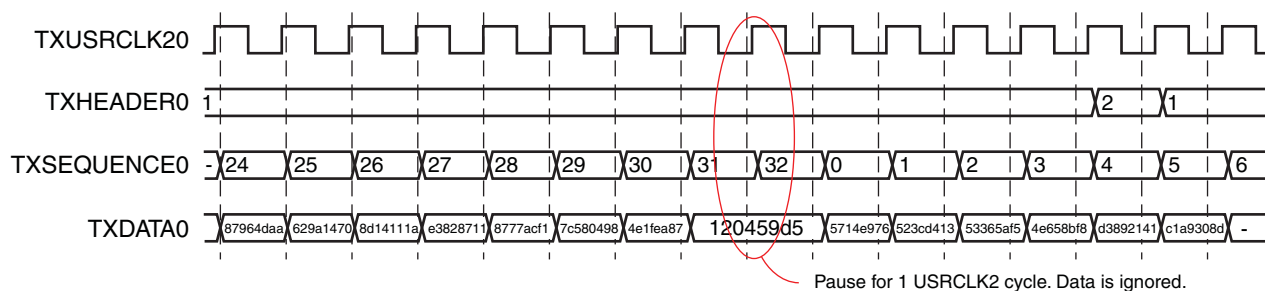 TXUSRCLK20
TXHEADER0 1 2 1
TXSEQUENCE0 - 24 25 26 27 28 29 30 31 32 0 1 2 3 4 5 6
TXDATA0 87964daa 629a1470 8d14111a e3828711 8777acf1 7c580498 4e1fea87 120459d5 5714e976 523cd413 53365af5 4e658bf8 d3892141 c1a9308d -
Pause for 1 USRCLK2 cycle. Data is ignored.